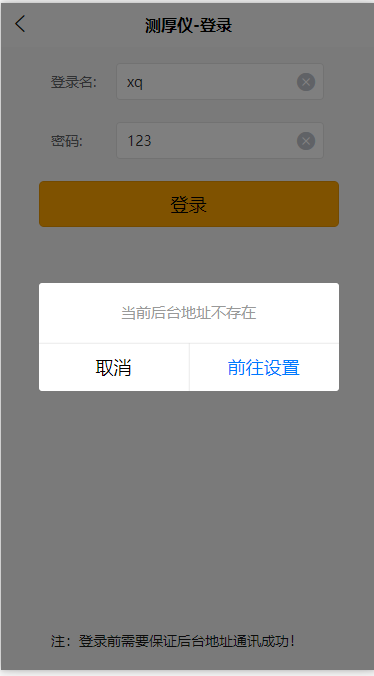 测厚仪-登录
登录名:
xq
密码:
123
登录
当前后台地址不存在
取消
前往设置
注：登录前需要保证后台地址通讯成功!